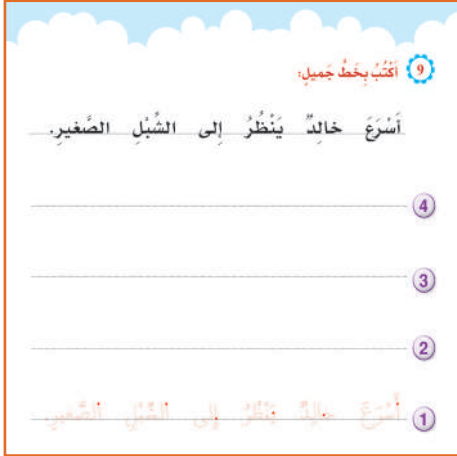 9 أَكْتُبُ بِخَطٍّ جَميلٍ:
أَسْرَعَ خالِدٌ يَنْظُرُ إِلى الشِّبْلِ الصَّغيرِ.
4
3
2
1 أَسْرَعَ خالِدٌ يَنْظُرُ إِلى الشِّبْلِ الصَّغيرِ.